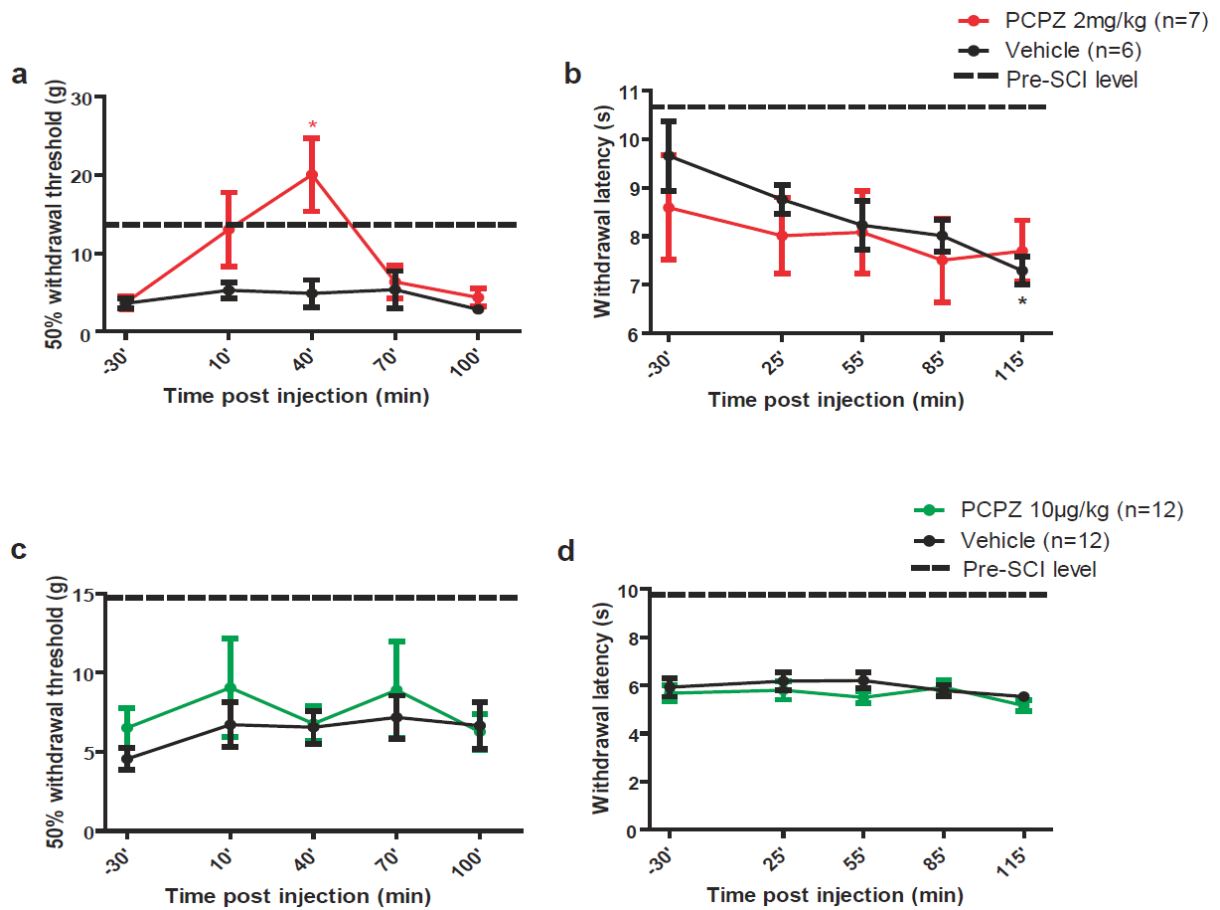 PCPZ 2mg/kg (n=7)
Vehicle (n=6)
Pre-SCI level
a
50% withdrawal threshold (g)
30
20
10
0
*
-30'
10'
40'
70'
100'
Time post injection (min)
b
Withdrawal latency (s)
11
10
9
8
7
6
*
-30'
25'
55'
85'
115'
Time post injection (min)
PCPZ 10µg/kg (n=12)
Vehicle (n=12)
Pre-SCI level
c
50% withdrawal threshold (g)
15
10
5
0
-30'
10'
40'
70'
100'
Time post injection (min)
d
Withdrawal latency (s)
10
8
6
4
2
0
-30'
25'
55'
85'
115'
Time post injection (min)